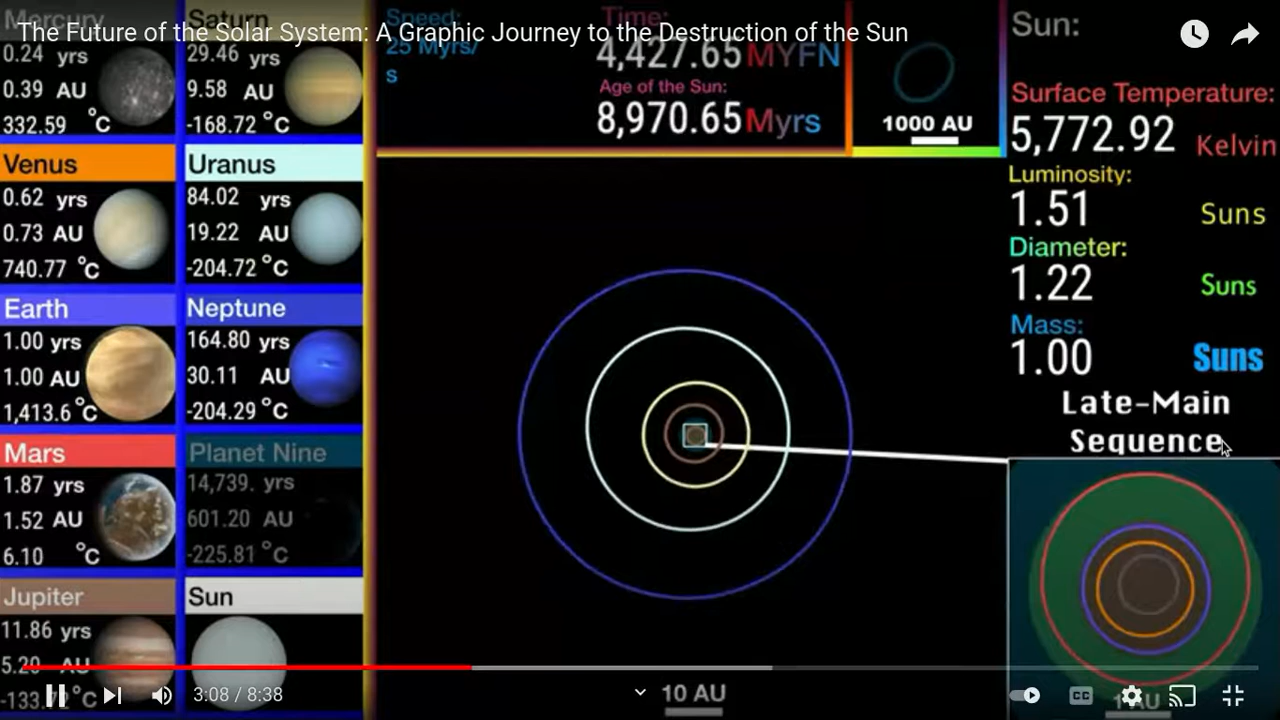 The Future of the Solar System: A Graphic Journey to the Destruction of the Sun
Mercury
0.24 yrs
0.39 AU
332.59 °C
Venus
0.62 yrs
0.73 AU
740.77 °C
Earth
1.00 yrs
1.00 AU
1,413.6 °C
Mars
1.87 yrs
1.52 AU
6.10 °C
Jupiter
11.86 yrs
5.20 AU
Saturn
29.46 yrs
9.58 AU
-168.72 °C
Uranus
84.02 yrs
19.22 AU
-204.72 °C
Neptune
164.80 yrs
30.11 AU
-204.29 °C
Planet Nine
14,739. yrs
601.20 AU
-225.81 °C
Sun
Speed:
25 Myrs/
s
Time:
4,427.65 MYFN
Age of the Sun:
8,970.65 Myrs
1000 AU
Sun:
Surface Temperature:
5,772.92 Kelvin
Luminosity:
1.51 Suns
Diameter:
1.22 Suns
Mass:
1.00 Suns
Late-Main
Sequence
10 AU
1 AU
3:08 / 8:38
CC